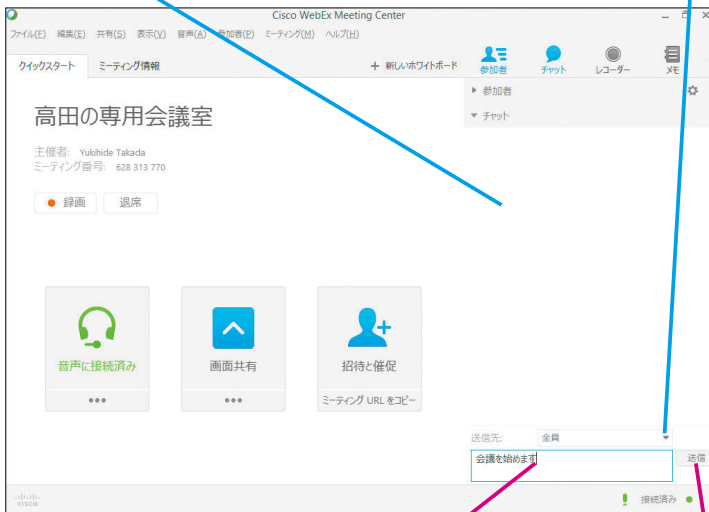 Cisco WebEx Meeting Center
ファイル(F) 編集(E) 共有(S) 表示(V) 音声(A) 参加者(P) ミーティング(M) ヘルプ(H)
クイックスタート ミーティング情報 + 新しいホワイトボード 参加者 チャット レコーダー メモ
▶ 参加者
▼ チャット
高田の専用会議室
主催者: Yukihide Takada
ミーティング番号: 628 313 770
録画 退席
音声に接続済み 画面共有 招待と催促
••• ••• ミーティング URL をコピー
送信先: 全員
会議を始めます 送信
CISCO 接続済み